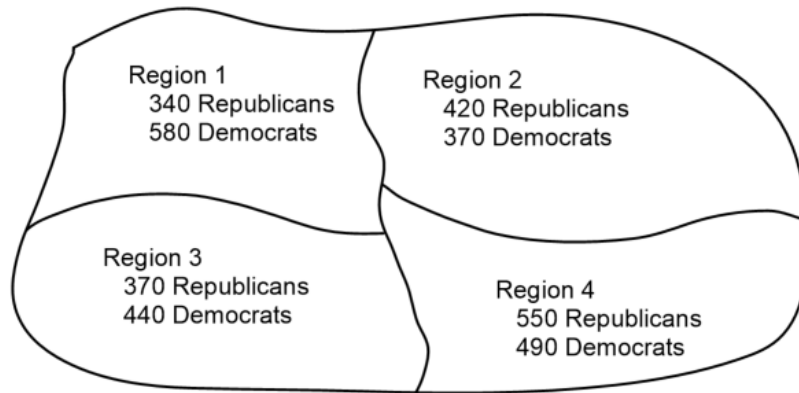 Region 1
340 Republicans
580 Democrats
Region 2
420 Republicans
370 Democrats
Region 3
370 Republicans
440 Democrats
Region 4
550 Republicans
490 Democrats